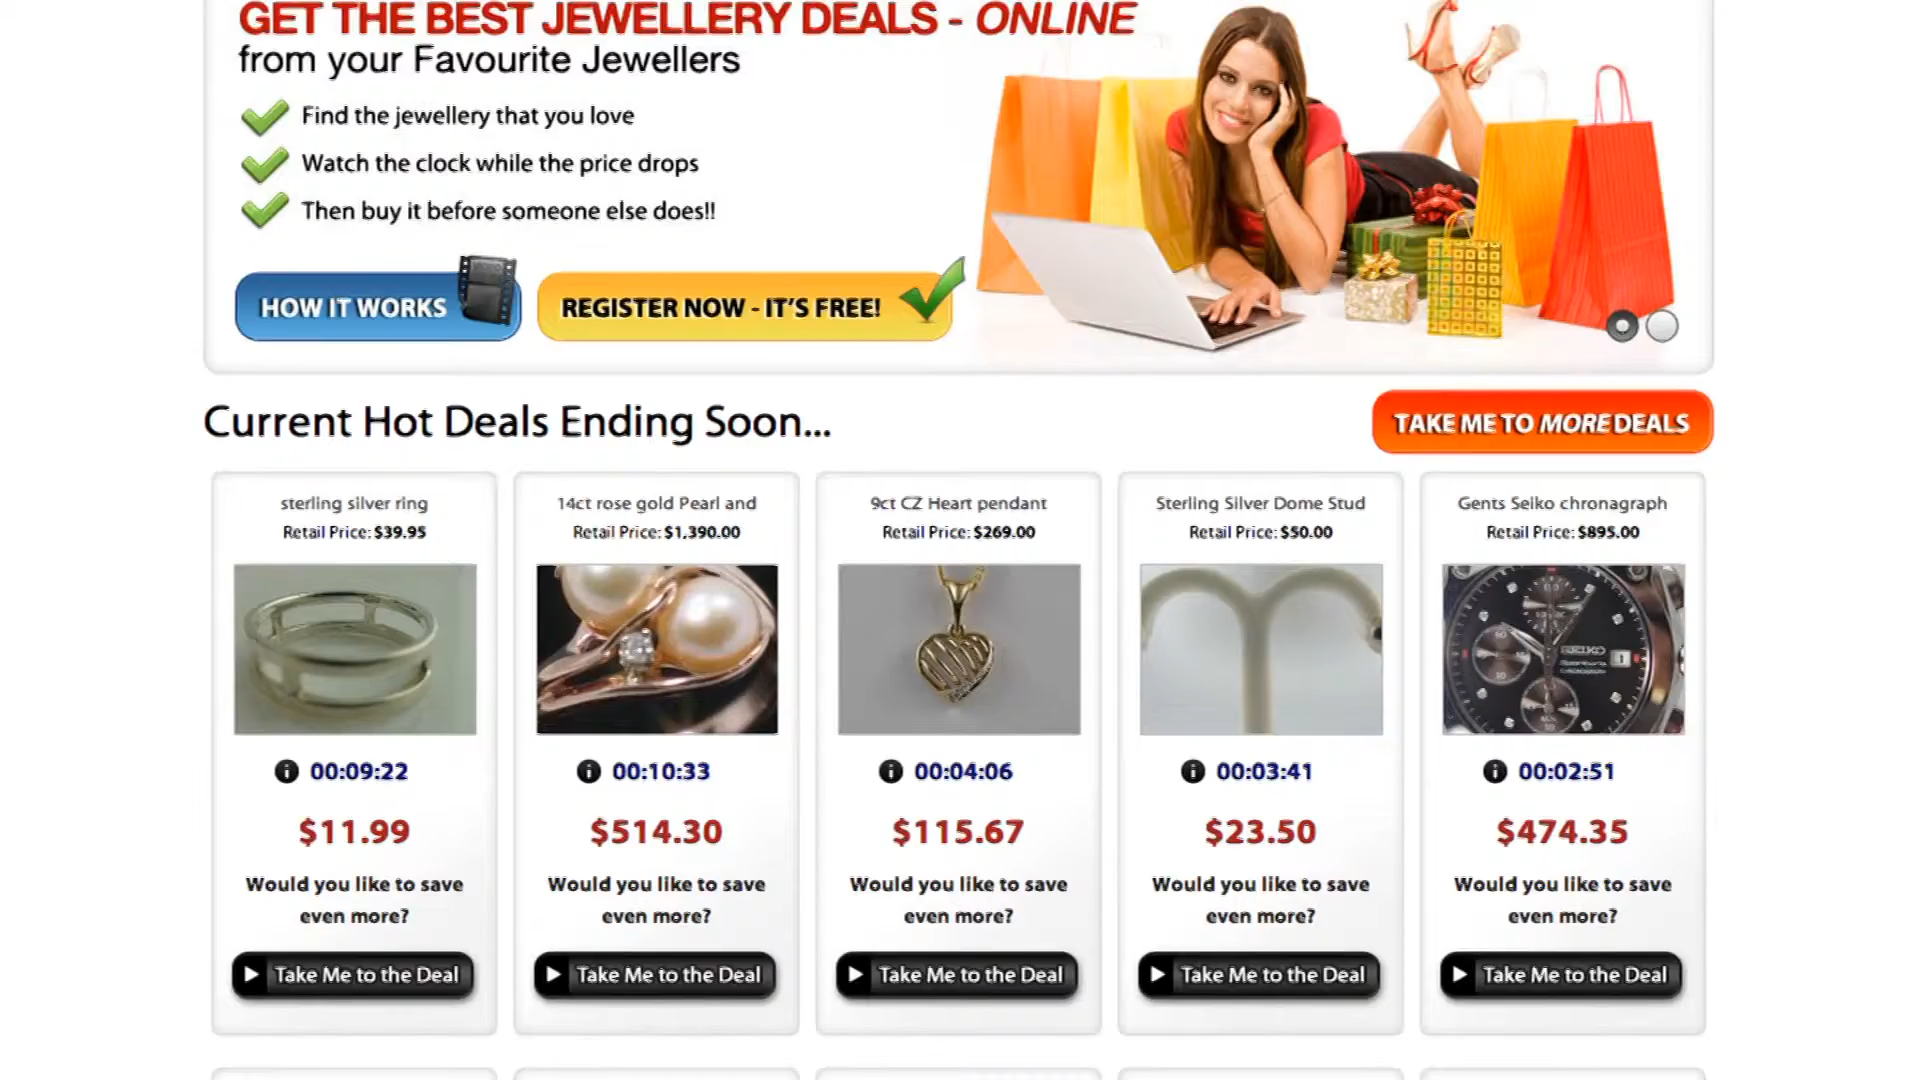 GET THE BEST JEWELLERY DEALS - ONLINE
from your Favourite Jewellers
Find the jewellery that you love
Watch the clock while the price drops
Then buy it before someone else does!!
HOW IT WORKS
REGISTER NOW - IT'S FREE!
Current Hot Deals Ending Soon...
TAKE ME TO MORE DEALS
sterling silver ring
Retail Price: $39.95
00:09:22
$11.99
Would you like to save
even more?
Take Me to the Deal
14ct rose gold Pearl and
Retail Price: $1,390.00
00:10:33
$514.30
Would you like to save
even more?
Take Me to the Deal
9ct CZ Heart pendant
Retail Price: $269.00
00:04:06
$115.67
Would you like to save
even more?
Take Me to the Deal
Sterling Silver Dome Stud
Retail Price: $50.00
00:03:41
$23.50
Would you like to save
even more?
Take Me to the Deal
Gents Seiko chronagraph
Retail Price: $895.00
SEIKO
00:02:51
$474.35
Would you like to save
even more?
Take Me to the Deal